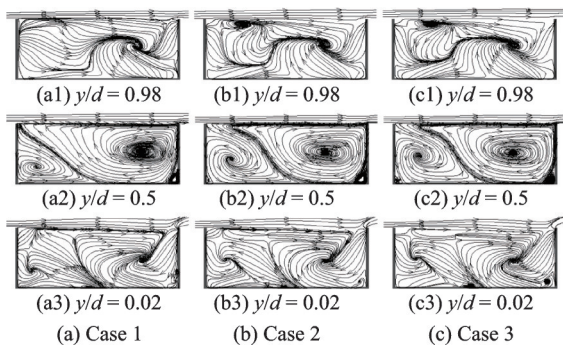 (a1) y/d = 0.98 (b1) y/d = 0.98 (c1) y/d = 0.98
(a2) y/d = 0.5 (b2) y/d = 0.5 (c2) y/d = 0.5
(a3) y/d = 0.02 (b3) y/d = 0.02 (c3) y/d = 0.02
(a) Case 1 (b) Case 2 (c) Case 3